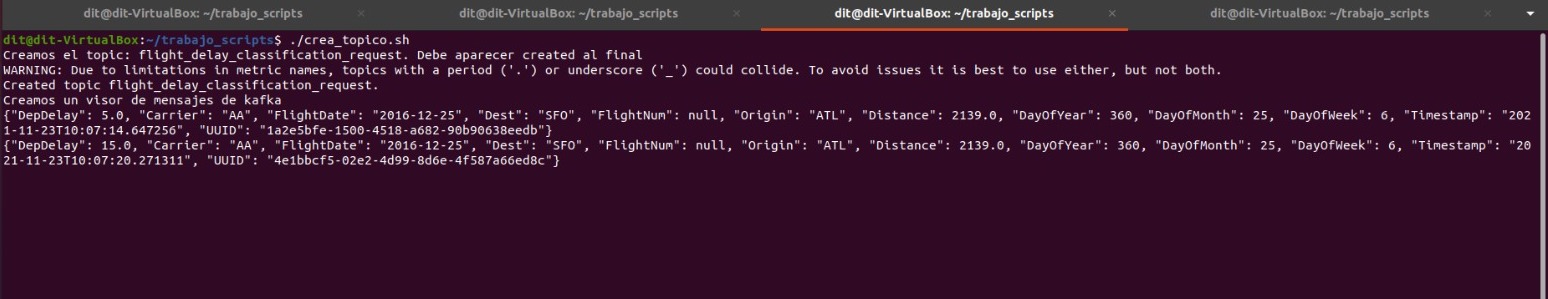 dit@dit-VirtualBox: ~/trabajo_scripts × dit@dit-VirtualBox: ~/trabajo_scripts × dit@dit-VirtualBox: ~/trabajo_scripts × dit@dit-VirtualBox: ~/trabajo_scripts ×
dit@dit-VirtualBox:~/trabajo_scripts$ ./crea_topico.sh
Creamos el topic: flight_delay_classification_request. Debe aparecer created al final
WARNING: Due to limitations in metric names, topics with a period ('.') or underscore ('_') could collide. To avoid issues it is best to use either, but not both.
Created topic flight_delay_classification_request.
Creamos un visor de mensajes de kafka
{"DepDelay": 5.0, "Carrier": "AA", "FlightDate": "2016-12-25", "Dest": "SFO", "FlightNum": null, "Origin": "ATL", "Distance": 2139.0, "DayOfYear": 360, "DayOfMonth": 25, "DayOfWeek": 6, "Timestamp": "202
1-11-23T10:07:14.647256", "UUID": "1a2e5bfe-1500-4518-a682-90b90638eedb"}
{"DepDelay": 15.0, "Carrier": "AA", "FlightDate": "2016-12-25", "Dest": "SFO", "FlightNum": null, "Origin": "ATL", "Distance": 2139.0, "DayOfYear": 360, "DayOfMonth": 25, "DayOfWeek": 6, "Timestamp": "20
21-11-23T10:07:20.271311", "UUID": "4e1bbcf5-02e2-4d99-8d6e-4f587a66ed8c"}